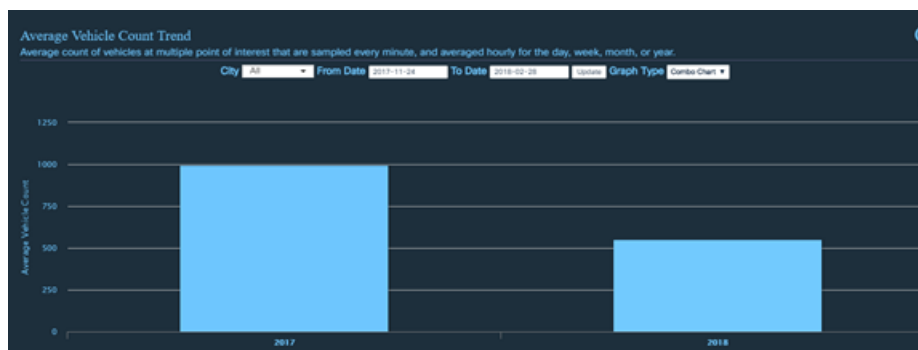 Average Vehicle Count Trend
Average count of vehicles at multiple point of interest that are sampled every minute, and averaged hourly for the day, week, month, or year.
City All From Date 2017-11-24 To Date 2018-02-28 Update Graph Type Combo Chart
1250
1000
750
500
250
0
Average Vehicle Count
2017 2018